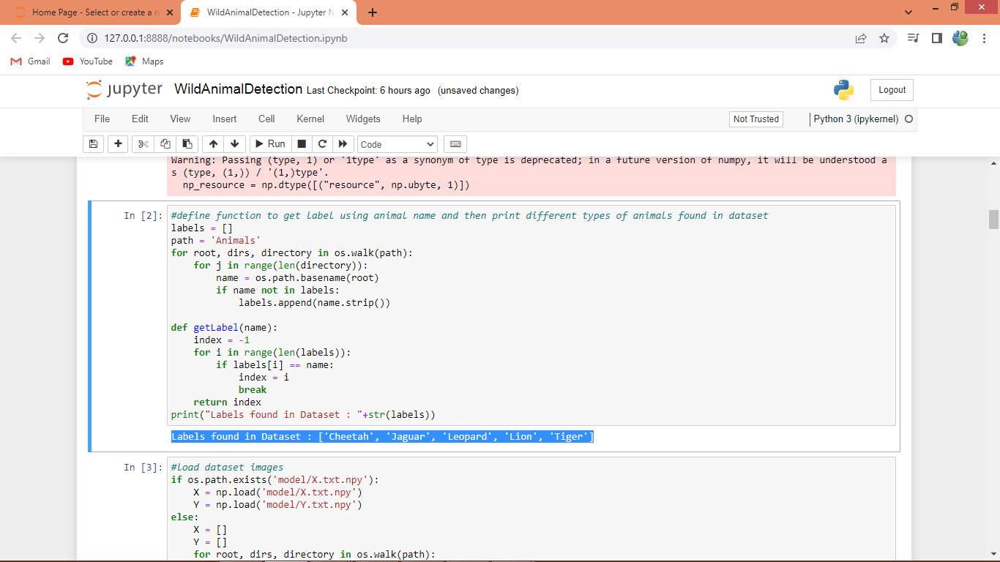 Home Page - Select or create a n
WildAnimalDetection - Jupyter N
127.0.0.1:8888/notebooks/WildAnimalDetection.ipynb
Gmail YouTube Maps
jupyter WildAnimalDetection Last Checkpoint: 6 hours ago (unsaved changes)
Logout
File Edit View Insert Cell Kernel Widgets Help
Not Trusted
Python 3 (ipykernel)
Run
Code
Warning: Passing (type, 1) or '1type' as a synonym of type is deprecated; in a future version of numpy, it will be understood a
s (type, (1,)) / '(1,)type'.
  np_resource = np.dtype([("resource", np.ubyte, 1)])
In [2]:
#define function to get label using animal name and then print different types of animals found in dataset
labels = []
path = 'Animals'
for root, dirs, directory in os.walk(path):
    for j in range(len(directory)):
        name = os.path.basename(root)
        if name not in labels:
            labels.append(name.strip())
def getLabel(name):
    index = -1
    for i in range(len(labels)):
        if labels[i] == name:
            index = i
            break
    return index
print("Labels found in Dataset : "+str(labels))
Labels found in Dataset : ['Cheetah', 'Jaguar', 'Leopard', 'Lion', 'Tiger']
In [3]:
#load dataset images
if os.path.exists('model/X.txt.npy'):
    X = np.load('model/X.txt.npy')
    Y = np.load('model/Y.txt.npy')
else:
    X = []
    Y = []
    for root, dirs, directory in os.walk(path):